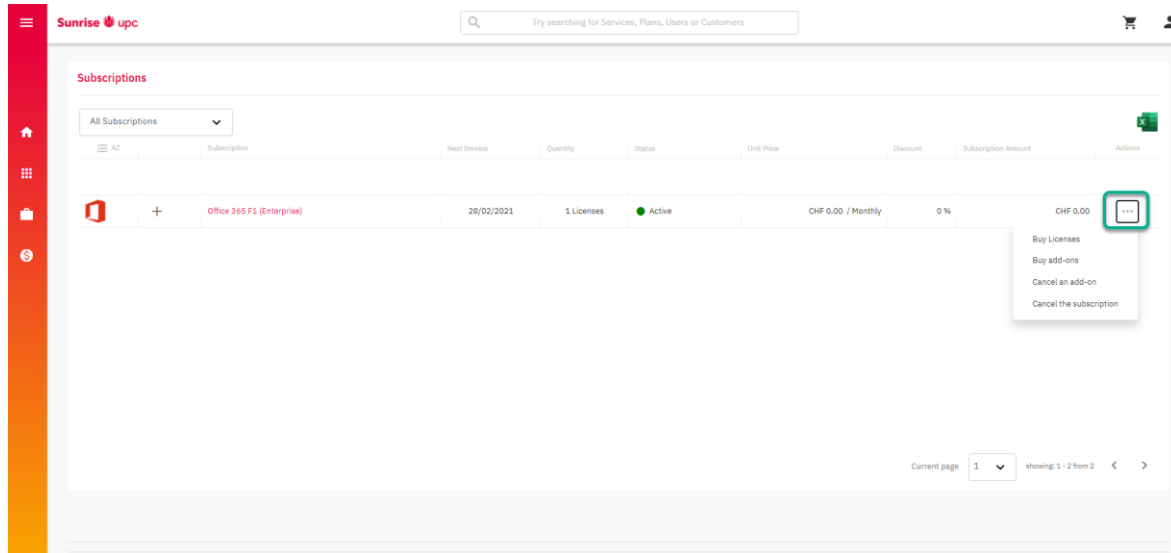 Sunrise upc
Try searching for Services, Plans, Users or Customers
Subscriptions
All Subscriptions
AZ Subscription Next Invoice Quantity Status Unit Price Discount Subscription Amount Actions
Office 365 F1 (Enterprise) 28/02/2021 1 Licenses Active CHF 0.00 / Monthly 0 % CHF 0.00
Buy Licenses
Buy add-ons
Cancel an add-on
Cancel the subscription
Current page 1 showing: 1 - 2 from 2